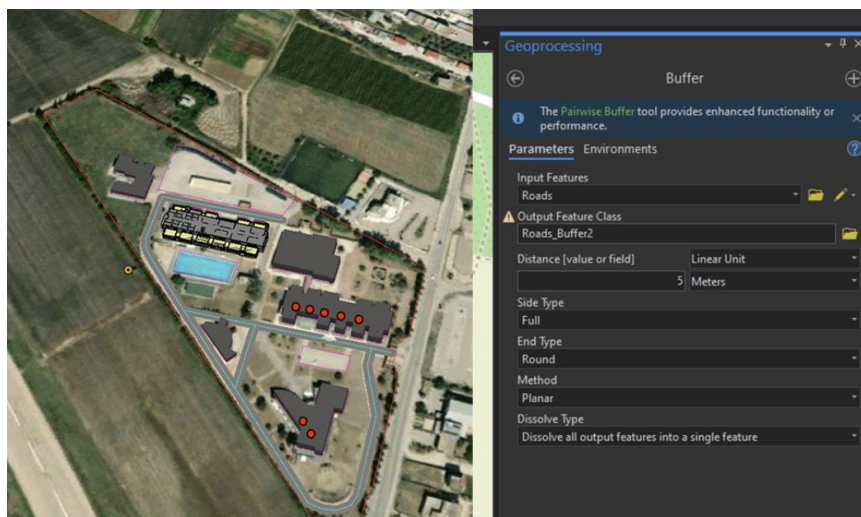 Geoprocessing
Buffer
The Pairwise Buffer tool provides enhanced functionality or
performance.
Parameters Environments
Input Features
Roads
Output Feature Class
Roads_Buffer2
Distance [value or field] Linear Unit
5 Meters
Side Type
Full
End Type
Round
Method
Planar
Dissolve Type
Dissolve all output features into a single feature